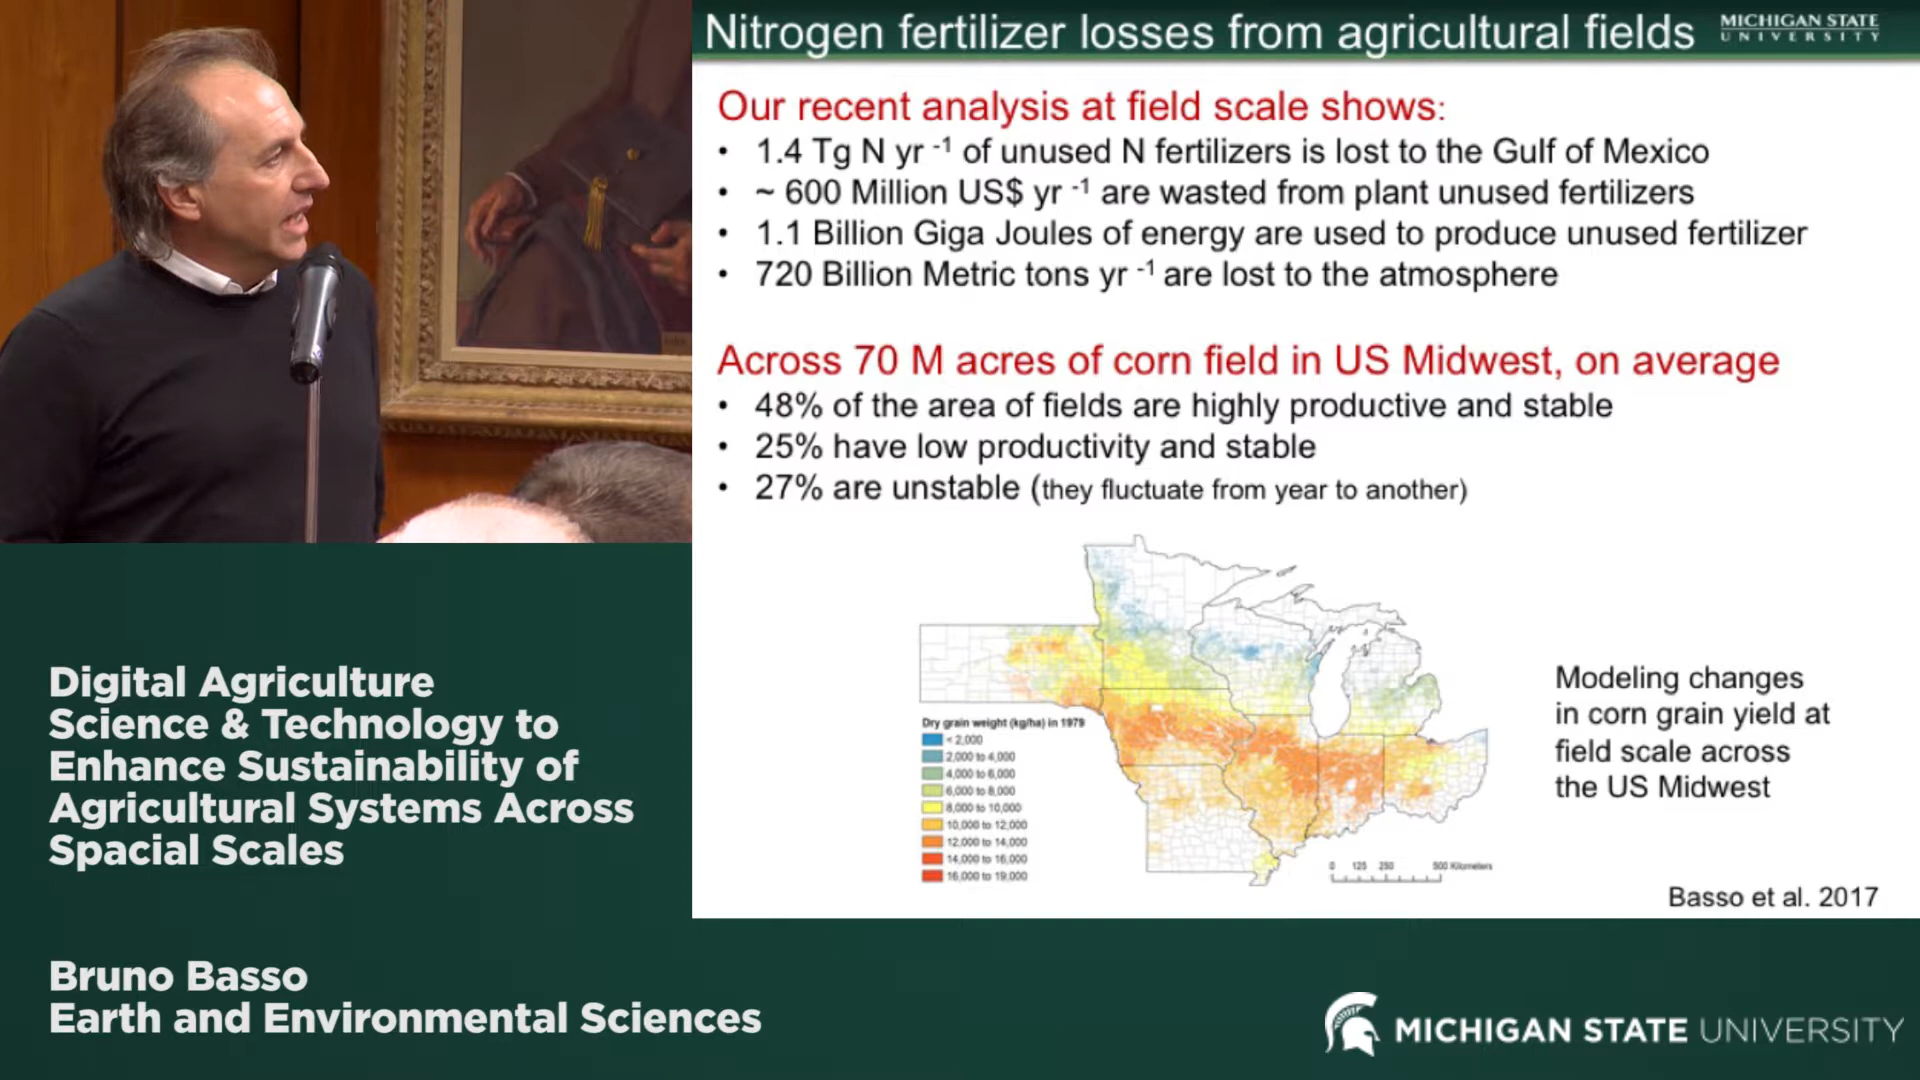 Nitrogen fertilizer losses from agricultural fields
MICHIGAN STATE
UNIVERSITY
Our recent analysis at field scale shows:
• 1.4 Tg N yr -1 of unused N fertilizers is lost to the Gulf of Mexico
• ~ 600 Million US$ yr -1 are wasted from plant unused fertilizers
• 1.1 Billion Giga Joules of energy are used to produce unused fertilizer
• 720 Billion Metric tons yr -1 are lost to the atmosphere
Across 70 M acres of corn field in US Midwest, on average
• 48% of the area of fields are highly productive and stable
• 25% have low productivity and stable
• 27% are unstable (they fluctuate from year to another)
Dry grain weight (kg/ha) in 1979
< 2,000
2,000 to 4,000
4,000 to 6,000
6,000 to 8,000
8,000 to 10,000
10,000 to 12,000
12,000 to 14,000
14,000 to 16,000
16,000 to 19,000
0 125 250 500 Kilometers
Modeling changes
in corn grain yield at
field scale across
the US Midwest
Basso et al. 2017
Digital Agriculture
Science & Technology to
Enhance Sustainability of
Agricultural Systems Across
Spacial Scales
Bruno Basso
Earth and Environmental Sciences
MICHIGAN STATE UNIVERSITY